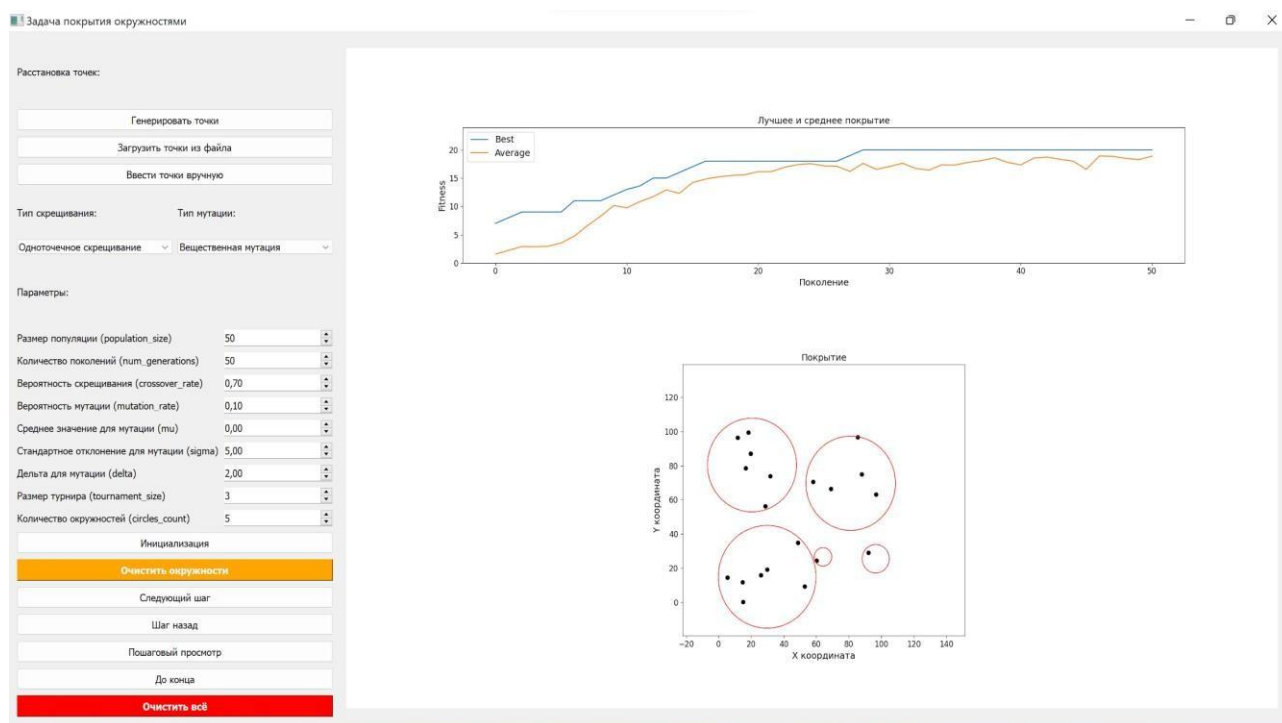 Задача покрытия окружностями
Расстановка точек:
Генерировать точки
Загрузить точки из файла
Ввести точки вручную
Тип скрещивания: Тип мутации:
Одноточечное скрещивание Вещественная мутация
Параметры:
Размер популяции (population_size) 50
Количество поколений (num_generations) 50
Вероятность скрещивания (crossover_rate) 0,70
Вероятность мутации (mutation_rate) 0,10
Среднее значение для мутации (mu) 0,00
Стандартное отклонение для мутации (sigma) 5,00
Дельта для мутации (delta) 2,00
Размер турнира (tournament_size) 3
Количество окружностей (circles_count) 5
Инициализация
Очистить окружности
Следующий шаг
Шаг назад
Пошаговый просмотр
До конца
Очистить всё
Лучшее и среднее покрытие
Best
Average
Fitness
20
15
10
5
0
0 10 20 30 40 50
Поколение
Покрытие
Y координата
120
100
80
60
40
20
0
−20 0 20 40 60 80 100 120 140
X координата